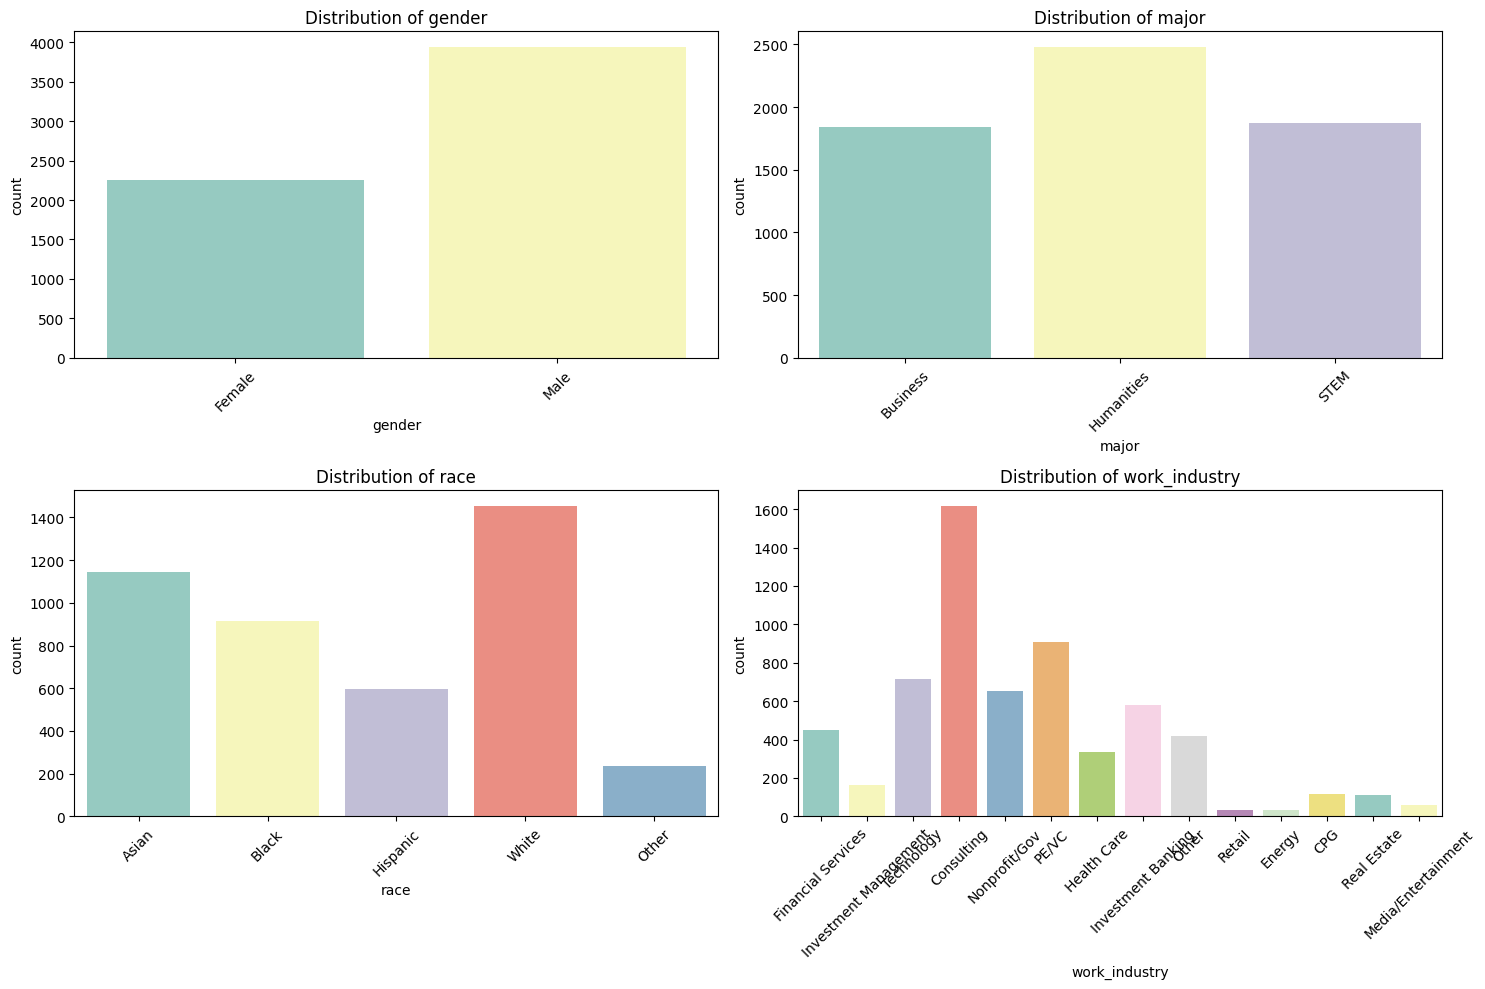 Distribution of gender
4000
3500
3000
2500
2000
1500
1000
500
0
count
Female
Male
gender
Distribution of major
2500
2000
1500
1000
500
0
count
Business
Humanities
STEM
major
Distribution of race
1400
1200
1000
800
600
400
200
0
count
Asian
Black
Hispanic
White
Other
race
Distribution of work_industry
1600
1400
1200
1000
800
600
400
200
0
count
Financial Services
Investment Management
Technology
Consulting
Nonprofit/Gov
PE/VC
Health Care
Investment Banking
Other
Retail
Energy
CPG
Real Estate
Media/Entertainment
work_industry